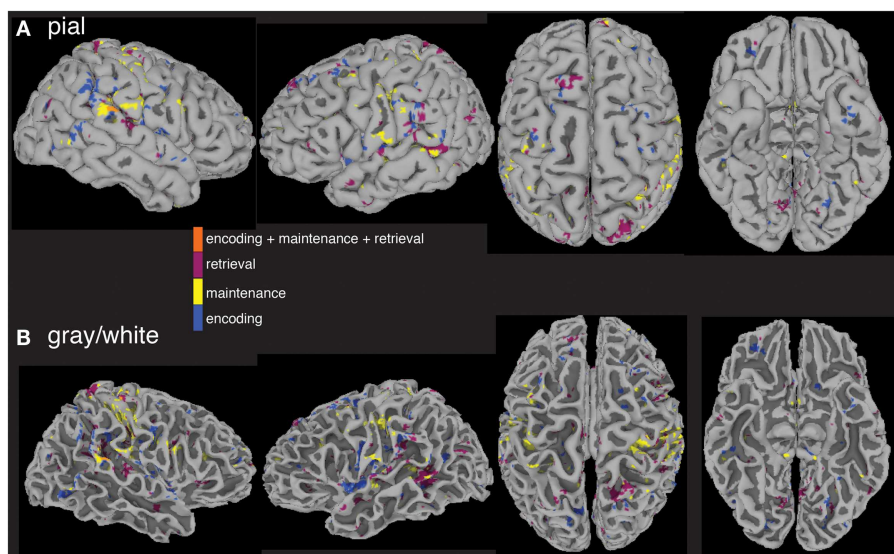 A pial
encoding + maintenance + retrieval
retrieval
maintenance
encoding
B gray/white